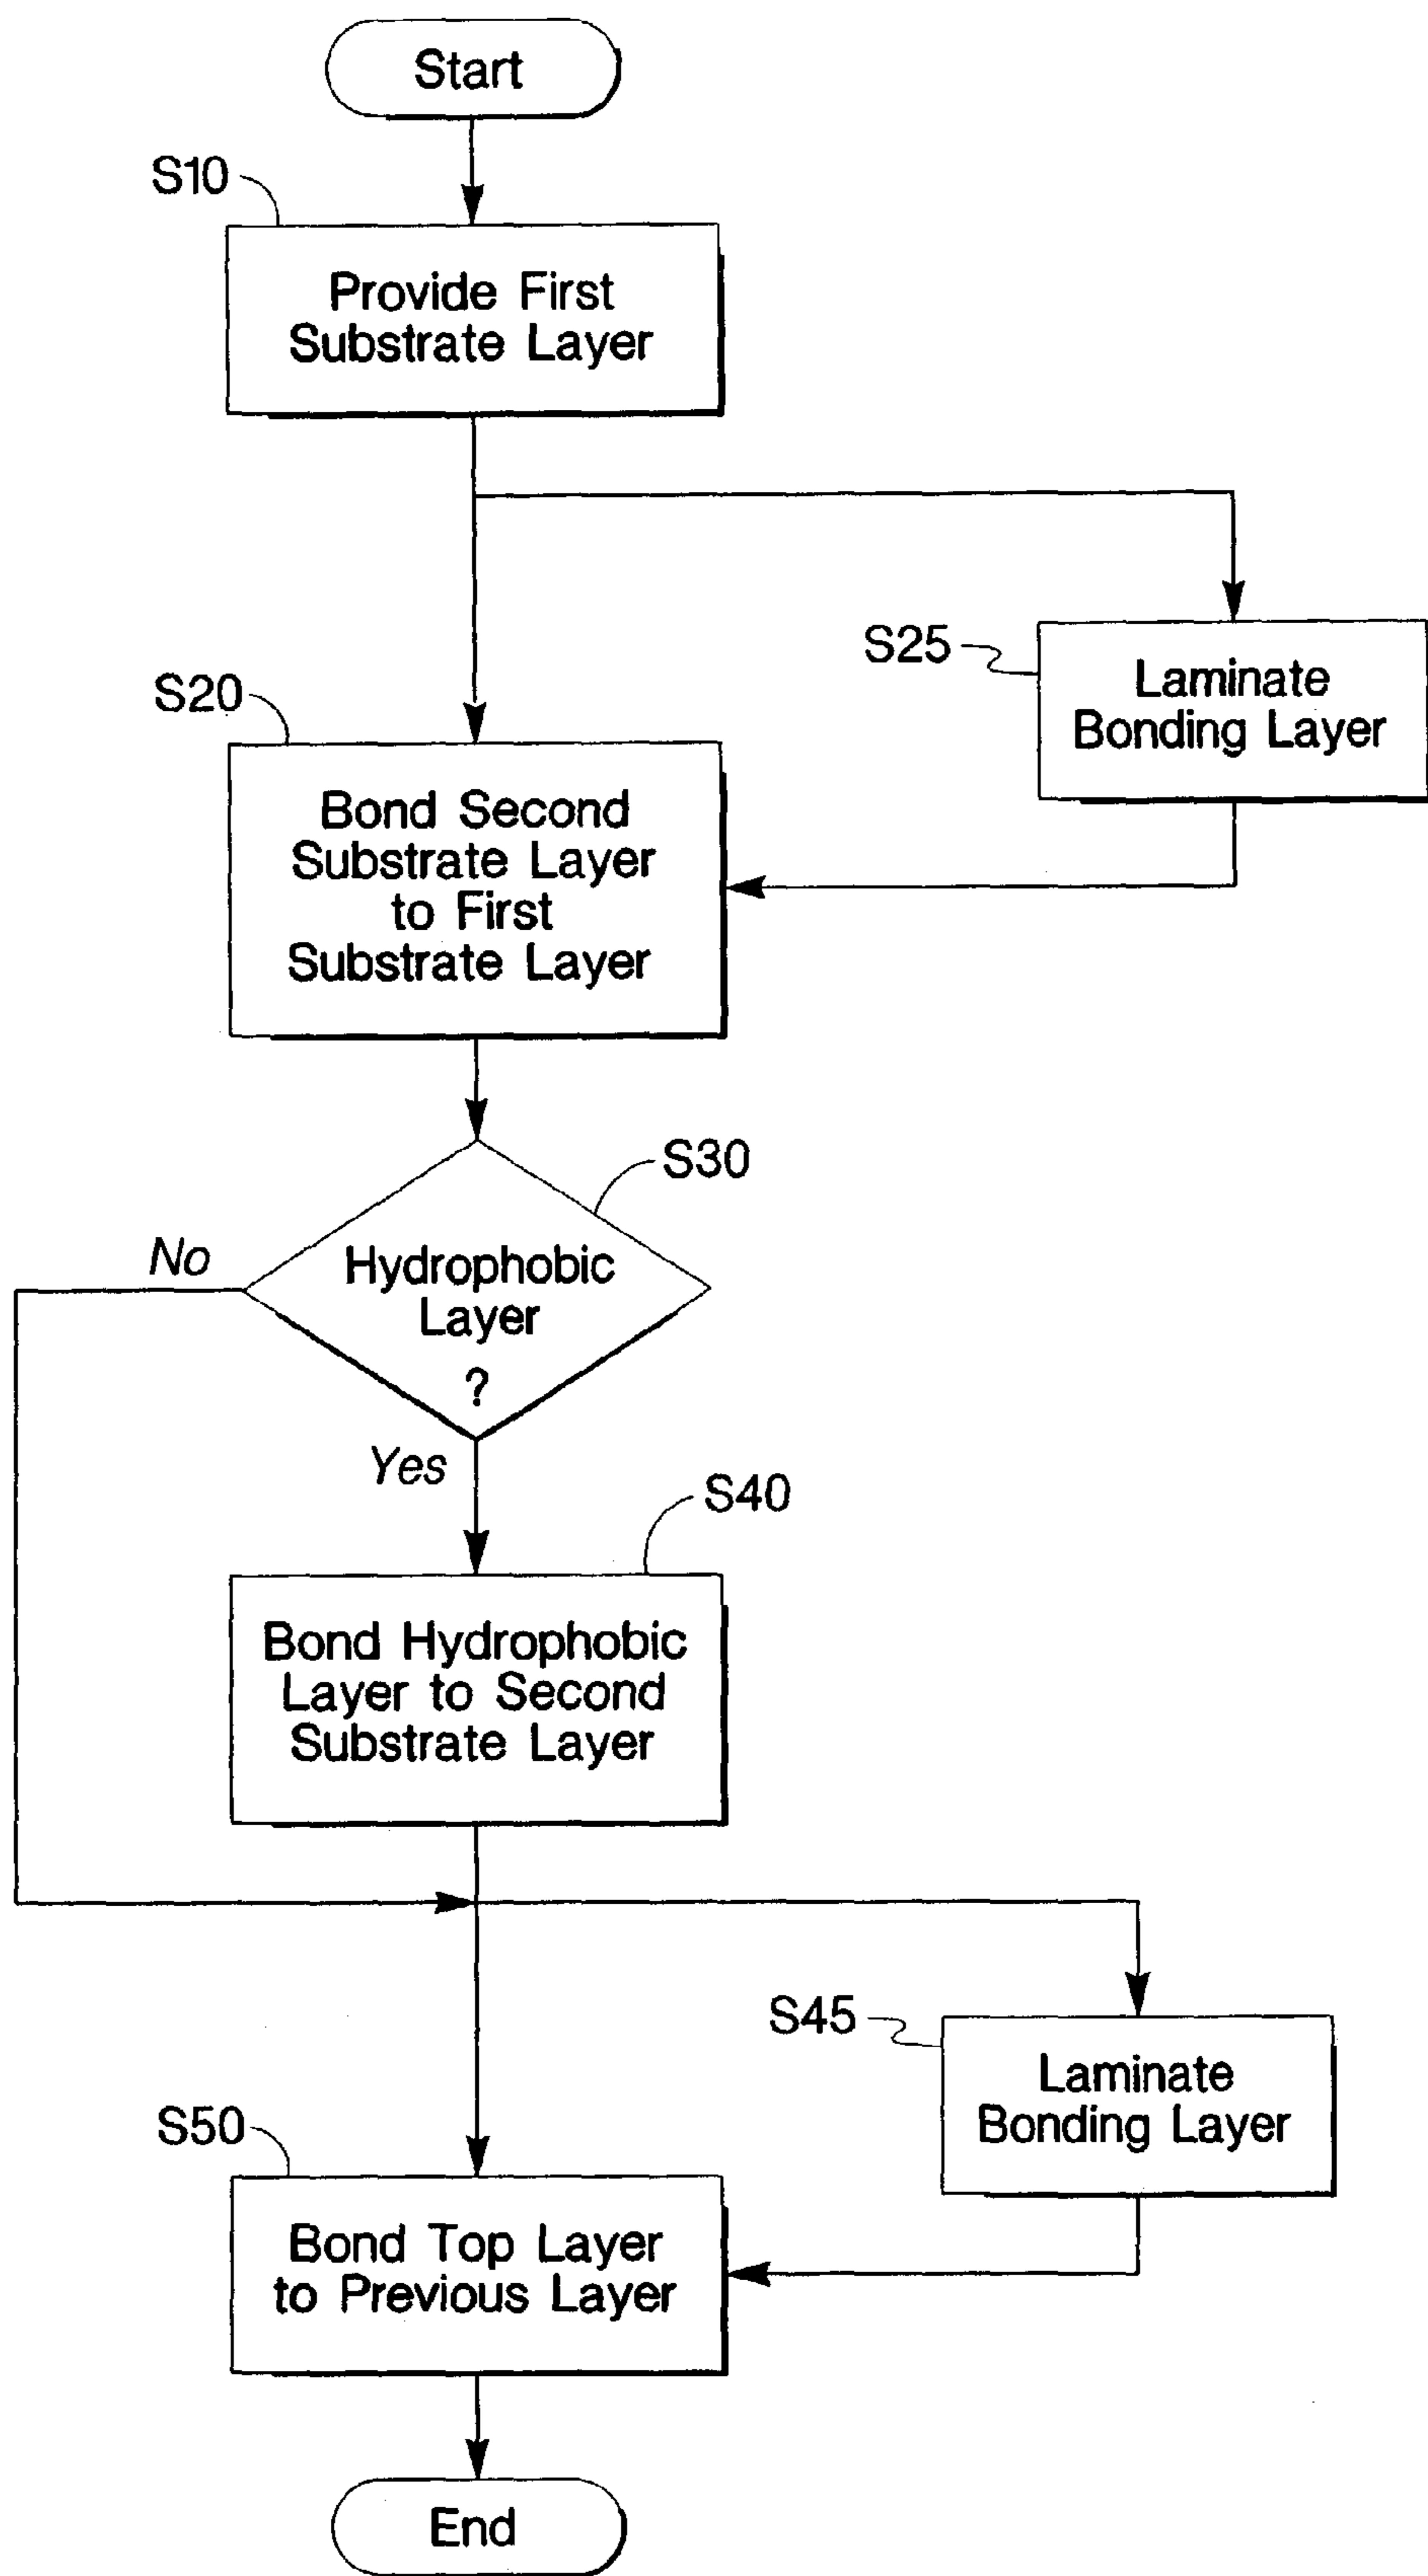 Start
S10
Provide First
Substrate Layer
S25
Laminate
Bonding Layer
S20
Bond Second
Substrate Layer
to First
Substrate Layer
S30
No
Hydrophobic
Layer
?
Yes
S40
Bond Hydrophobic
Layer to Second
Substrate Layer
S45
Laminate
Bonding Layer
S50
Bond Top Layer
to Previous Layer
End